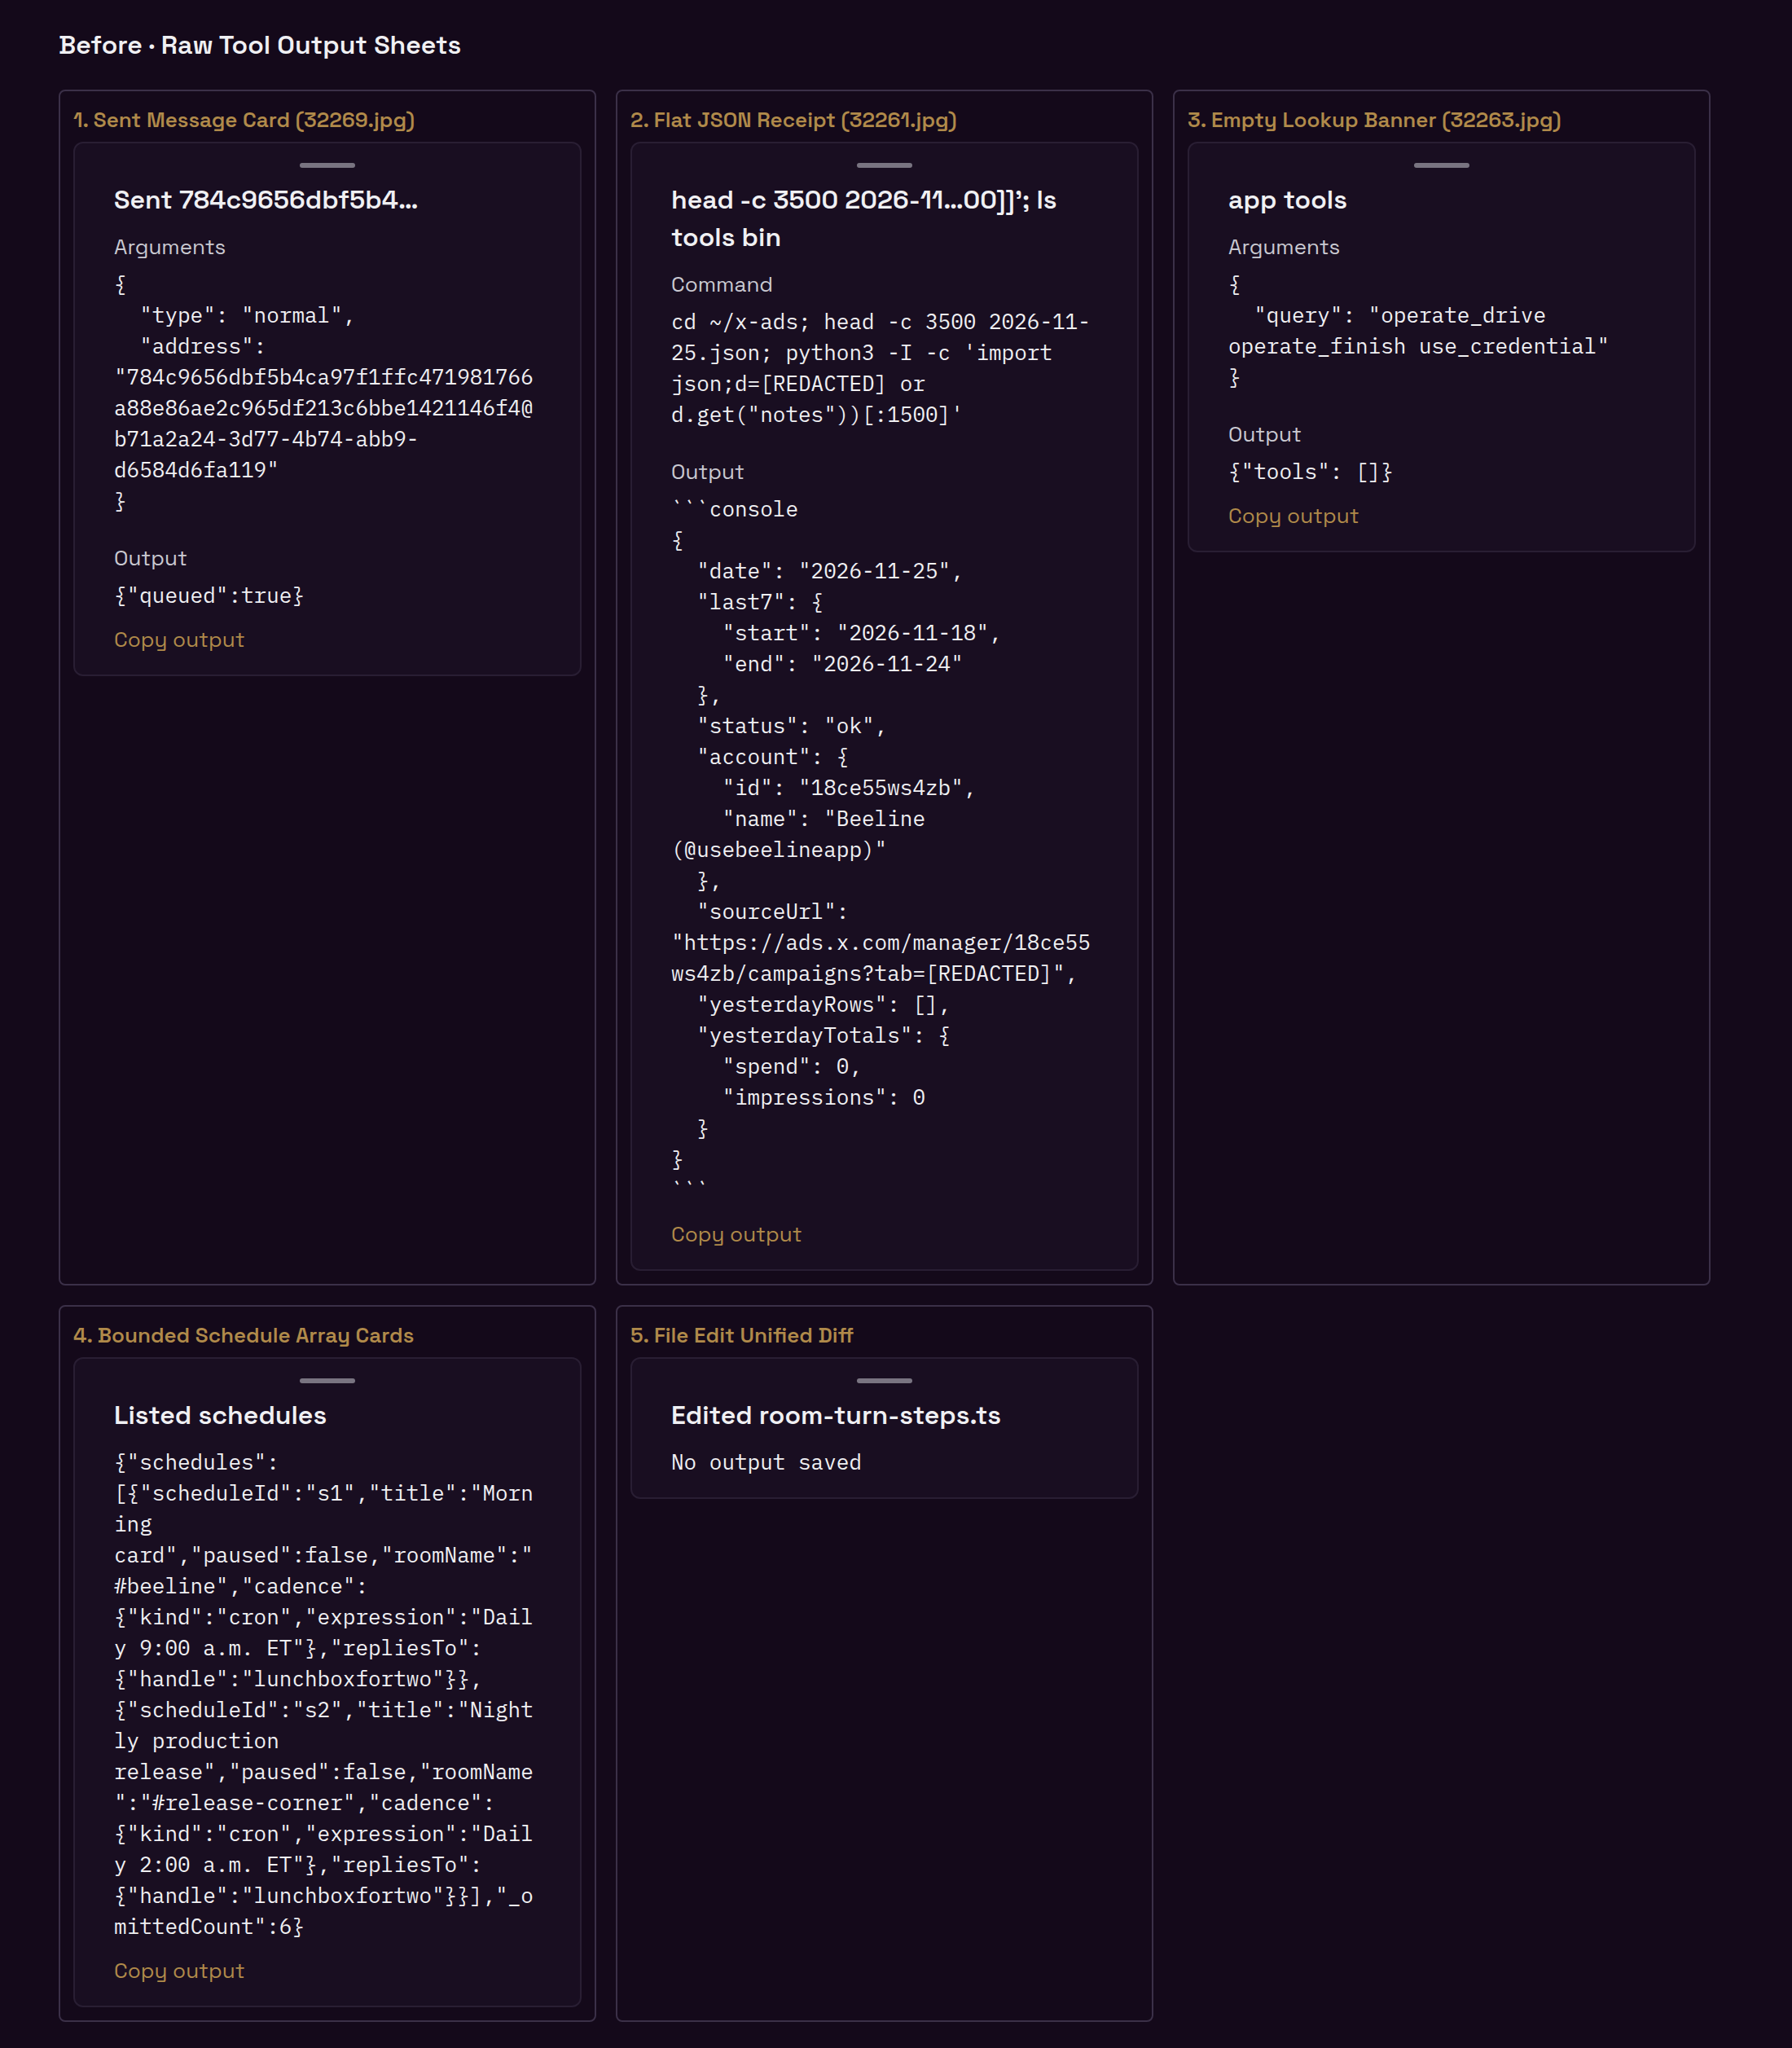 Before · Raw Tool Output Sheets
1. Sent Message Card (32269.jpg)
Sent 784c9656dbf5b4...
Arguments
{
  "type": "normal",
  "address":
"784c9656dbf5b4ca97f1ffc471981766
a88e86ae2c965df213c6bbe1421146f4@
b71a2a24-3d77-4b74-abb9-
d6584d6fa119"
}
Output
{"queued":true}
Copy output
2. Flat JSON Receipt (32261.jpg)
head -c 3500 2026-11...00]]'; ls
tools bin
Command
cd ~/x-ads; head -c 3500 2026-11-
25.json; python3 -I -c 'import
json;d=[REDACTED] or
d.get("notes"))[:1500]'
Output
```console
{
  "date": "2026-11-25",
  "last7": {
    "start": "2026-11-18",
    "end": "2026-11-24"
  },
  "status": "ok",
  "account": {
    "id": "18ce55ws4zb",
    "name": "Beeline
(@usebeelineapp)"
  },
  "sourceUrl":
"https://ads.x.com/manager/18ce55
ws4zb/campaigns?tab=[REDACTED]",
  "yesterdayRows": [],
  "yesterdayTotals": {
    "spend": 0,
    "impressions": 0
  }
}
```
Copy output
3. Empty Lookup Banner (32263.jpg)
app tools
Arguments
{
  "query": "operate_drive
operate_finish use_credential"
}
Output
{"tools": []}
Copy output
4. Bounded Schedule Array Cards
Listed schedules
{"schedules":
[{"scheduleId":"s1","title":"Morn
ing
card","paused":false,"roomName":"
#beeline","cadence":
{"kind":"cron","expression":"Dail
y 9:00 a.m. ET"},"repliesTo":
{"handle":"lunchboxfortwo"}},
{"scheduleId":"s2","title":"Night
ly production
release","paused":false,"roomName
":"#release-corner","cadence":
{"kind":"cron","expression":"Dail
y 2:00 a.m. ET"},"repliesTo":
{"handle":"lunchboxfortwo"}}],"_o
mittedCount":6}
Copy output
5. File Edit Unified Diff
Edited room-turn-steps.ts
No output saved